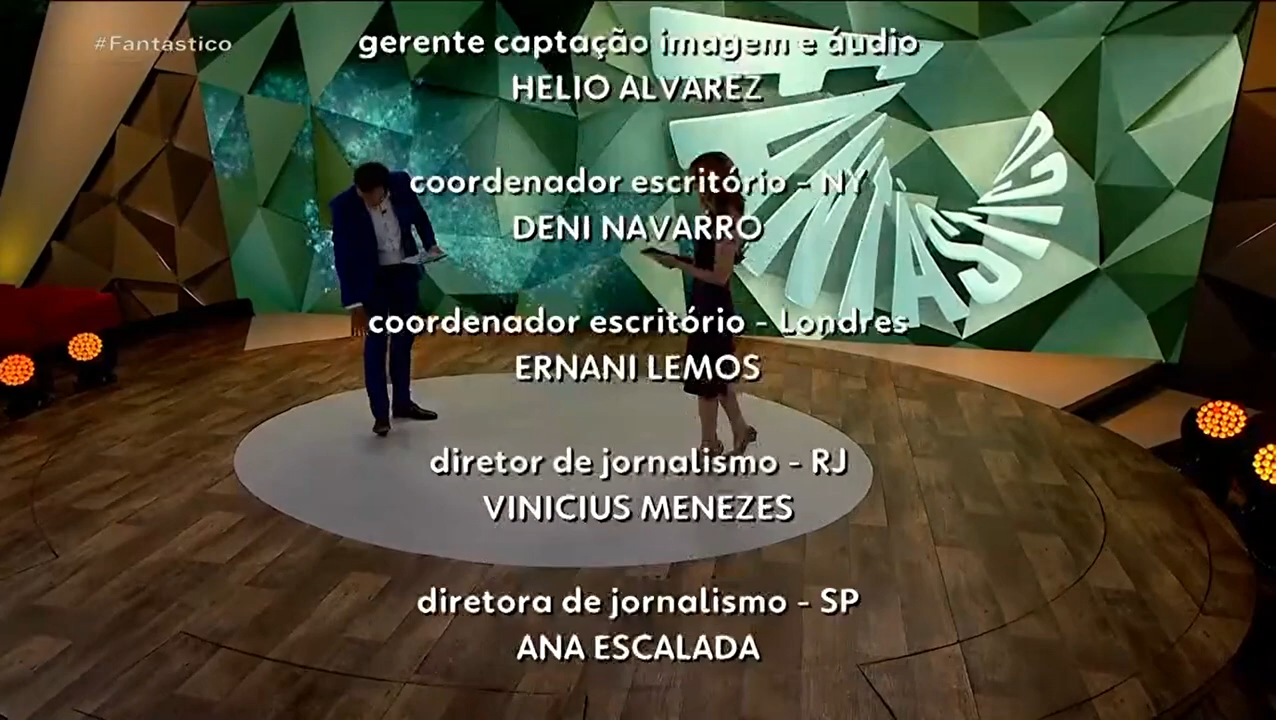 #Fantástico
gerente captação imagem e áudio
HELIO ALVAREZ
coordenador escritório - NY
DENI NAVARRO
coordenador escritório - Londres
ERNANI LEMOS
diretor de jornalismo - RJ
VINICIUS MENEZES
diretora de jornalismo - SP
ANA ESCALADA
FANTÁSTICO